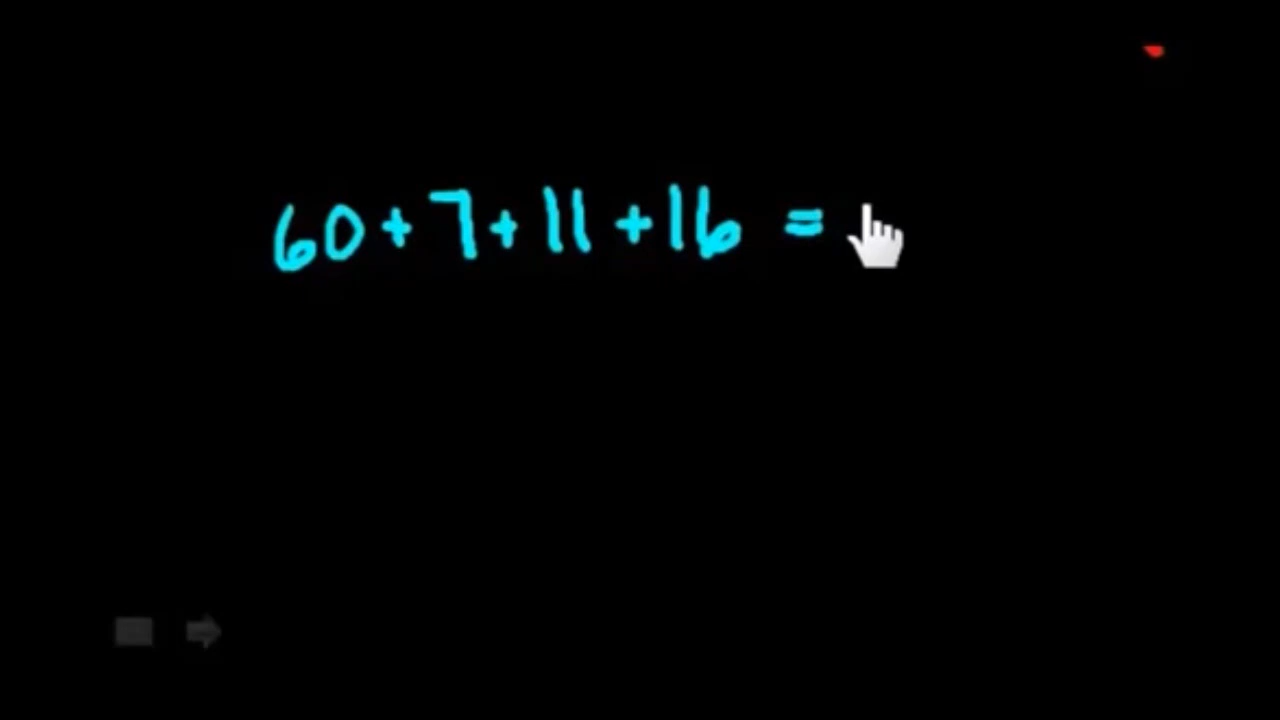 60 + 7 + 11 + 16 =